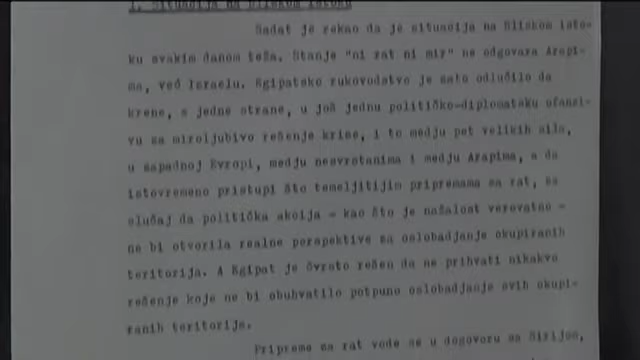 1. Situacija na Bliskom istoku
Sadat je rekao da je situacija na Bliskom isto-
ku svakim danom teža. Stanje "ni rat ni mir" ne odgovara Arapi-
ma, već Izraelu. Egipatsko rukovodstvo je zato odlučilo da
krene, s jedne strane, u još jednu političko-diplomatsku ofanzi-
vu za miroljubivo rešenje krize, i to medju pet velikih sila,
u zapadnoj Evropi, medju nesvrstanima i medju Arapima, a da
istovremeno pristupi što temeljitijim pripremama za rat, za
slučaj da politička akcija - kao što je nažalost verovatno -
ne bi otvorila realne perspektive za oslobadjanje okupiranih
teritorija. A Egipat je čvrsto rešen da ne prihvati nikakvo
rešenje koje ne bi obuhvatilo potpuno oslobadjanje svih okupi-
ranih teritorija.
Pripreme za rat vode se u dogovoru sa Sirijom,